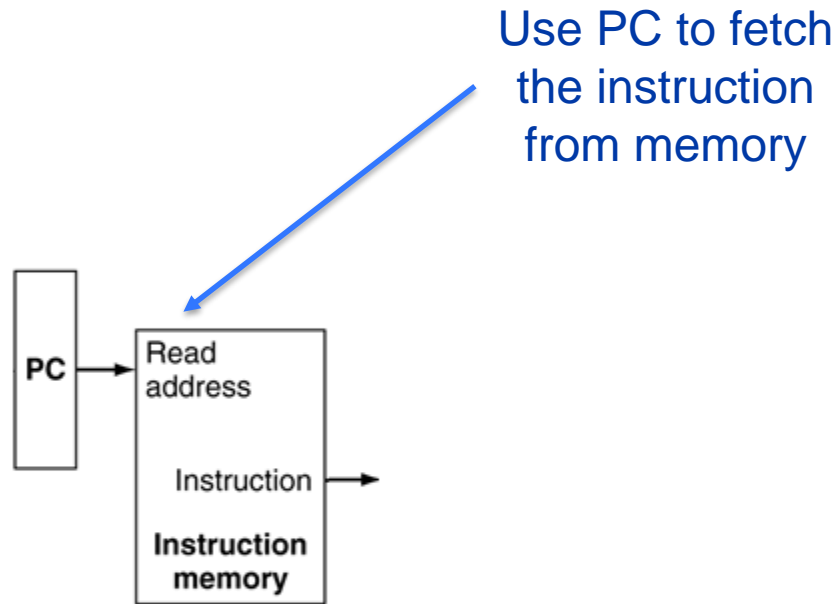 Use PC to fetch
the instruction
from memory
PC
Read
address
Instruction
Instruction
memory